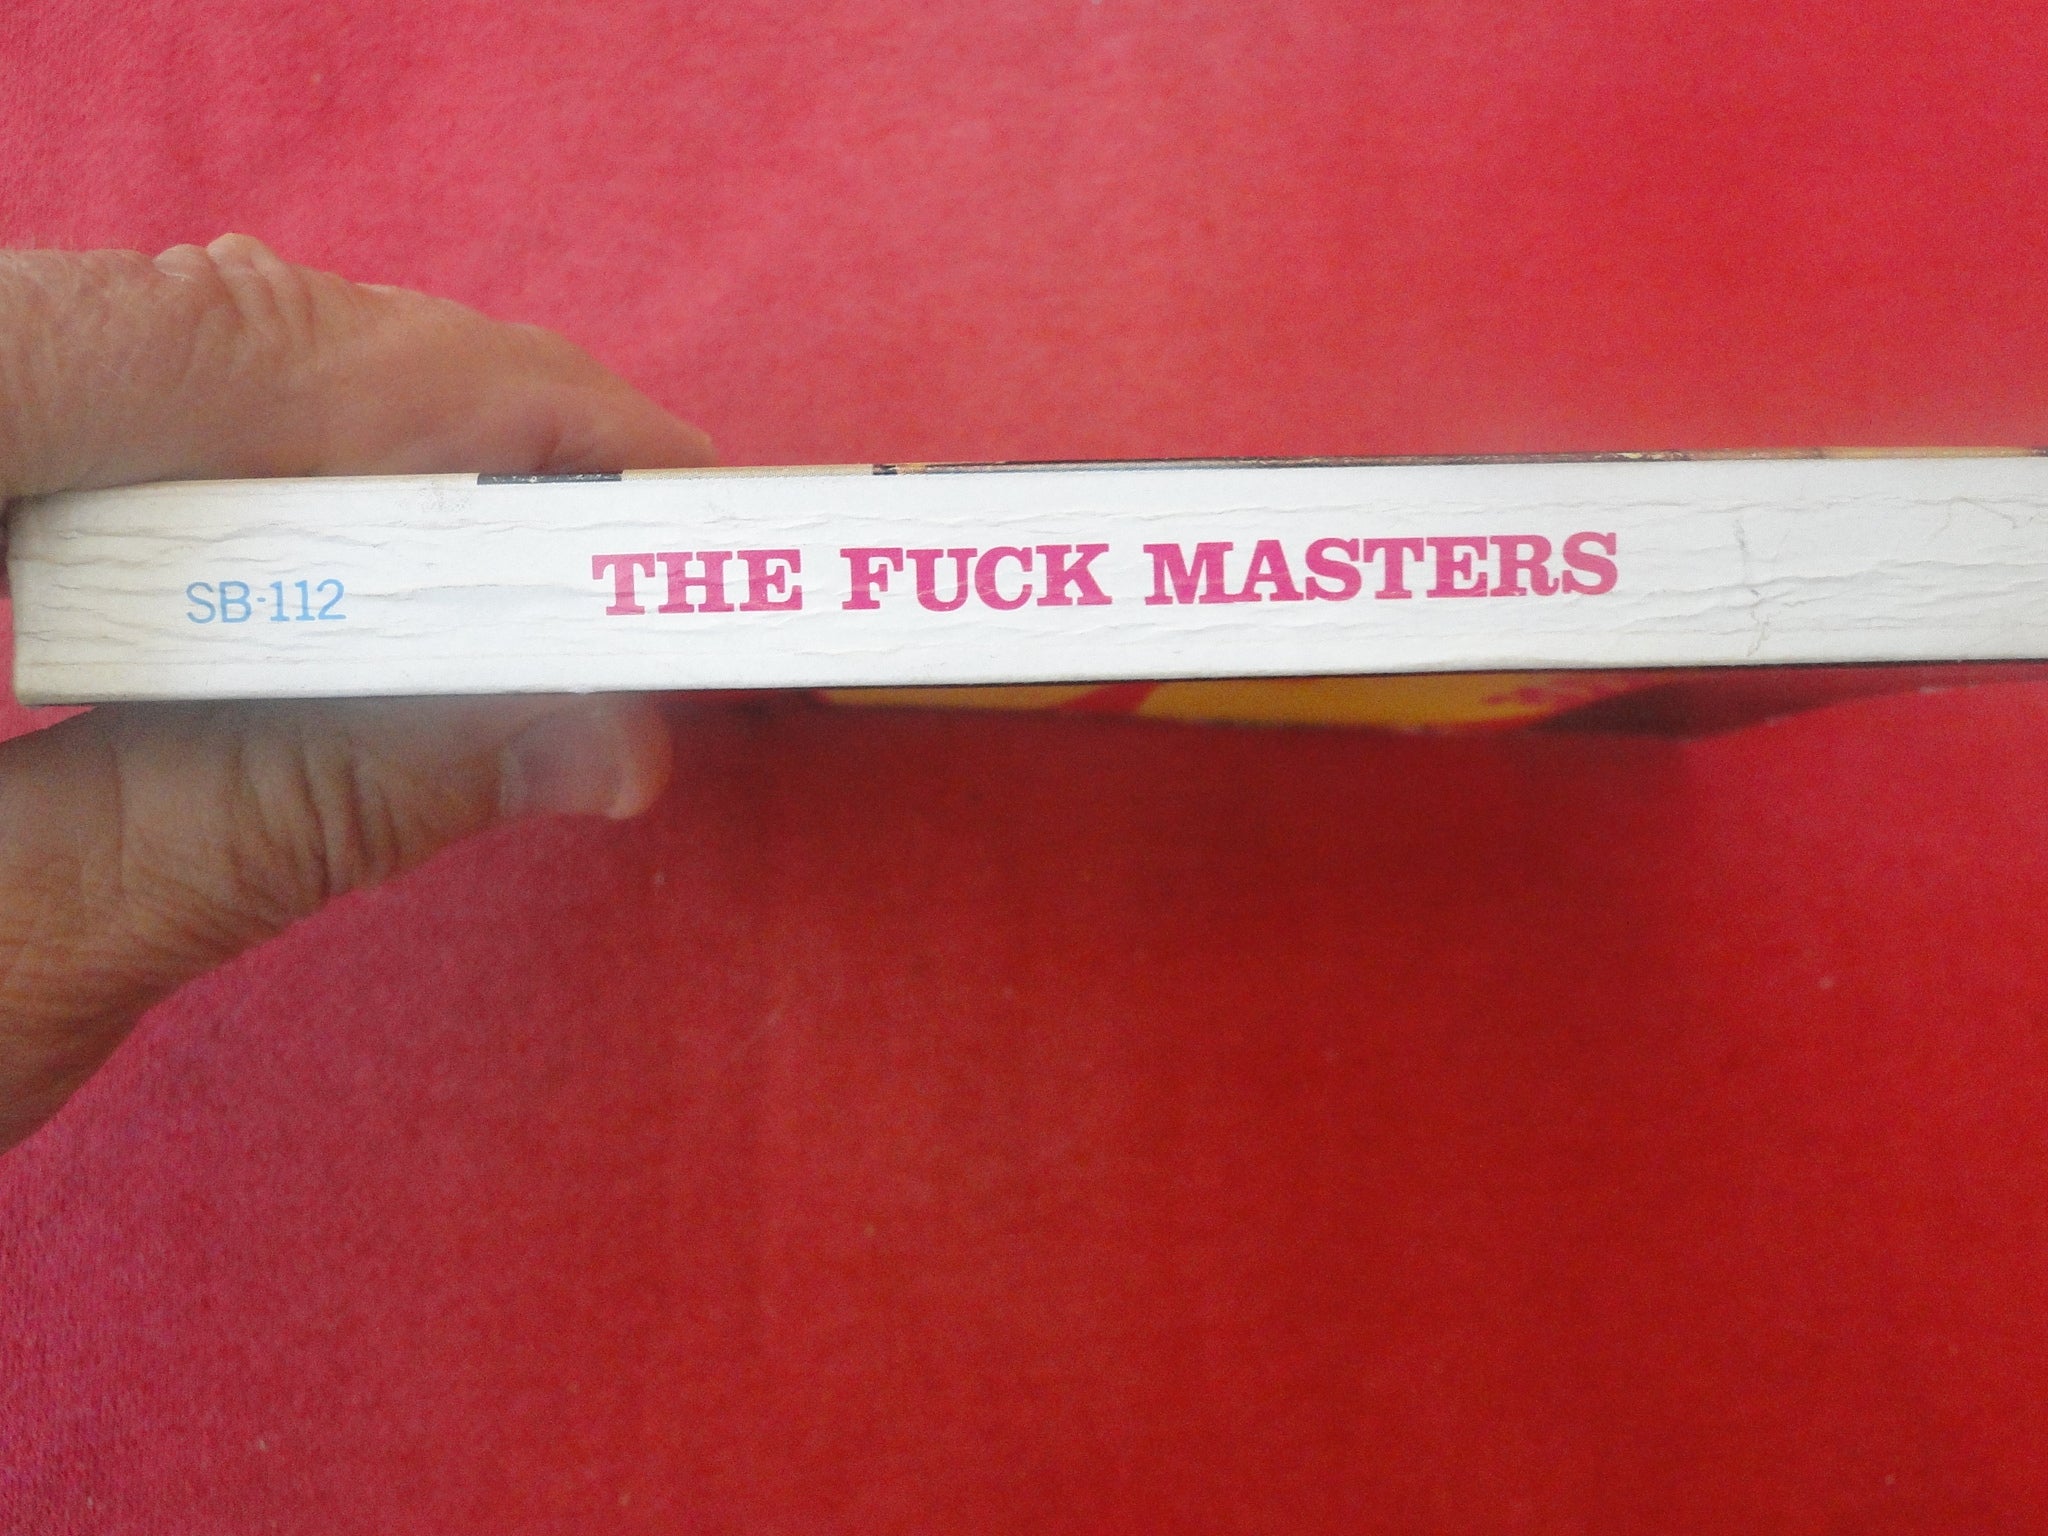 SB-112 THE FUCK MASTERS